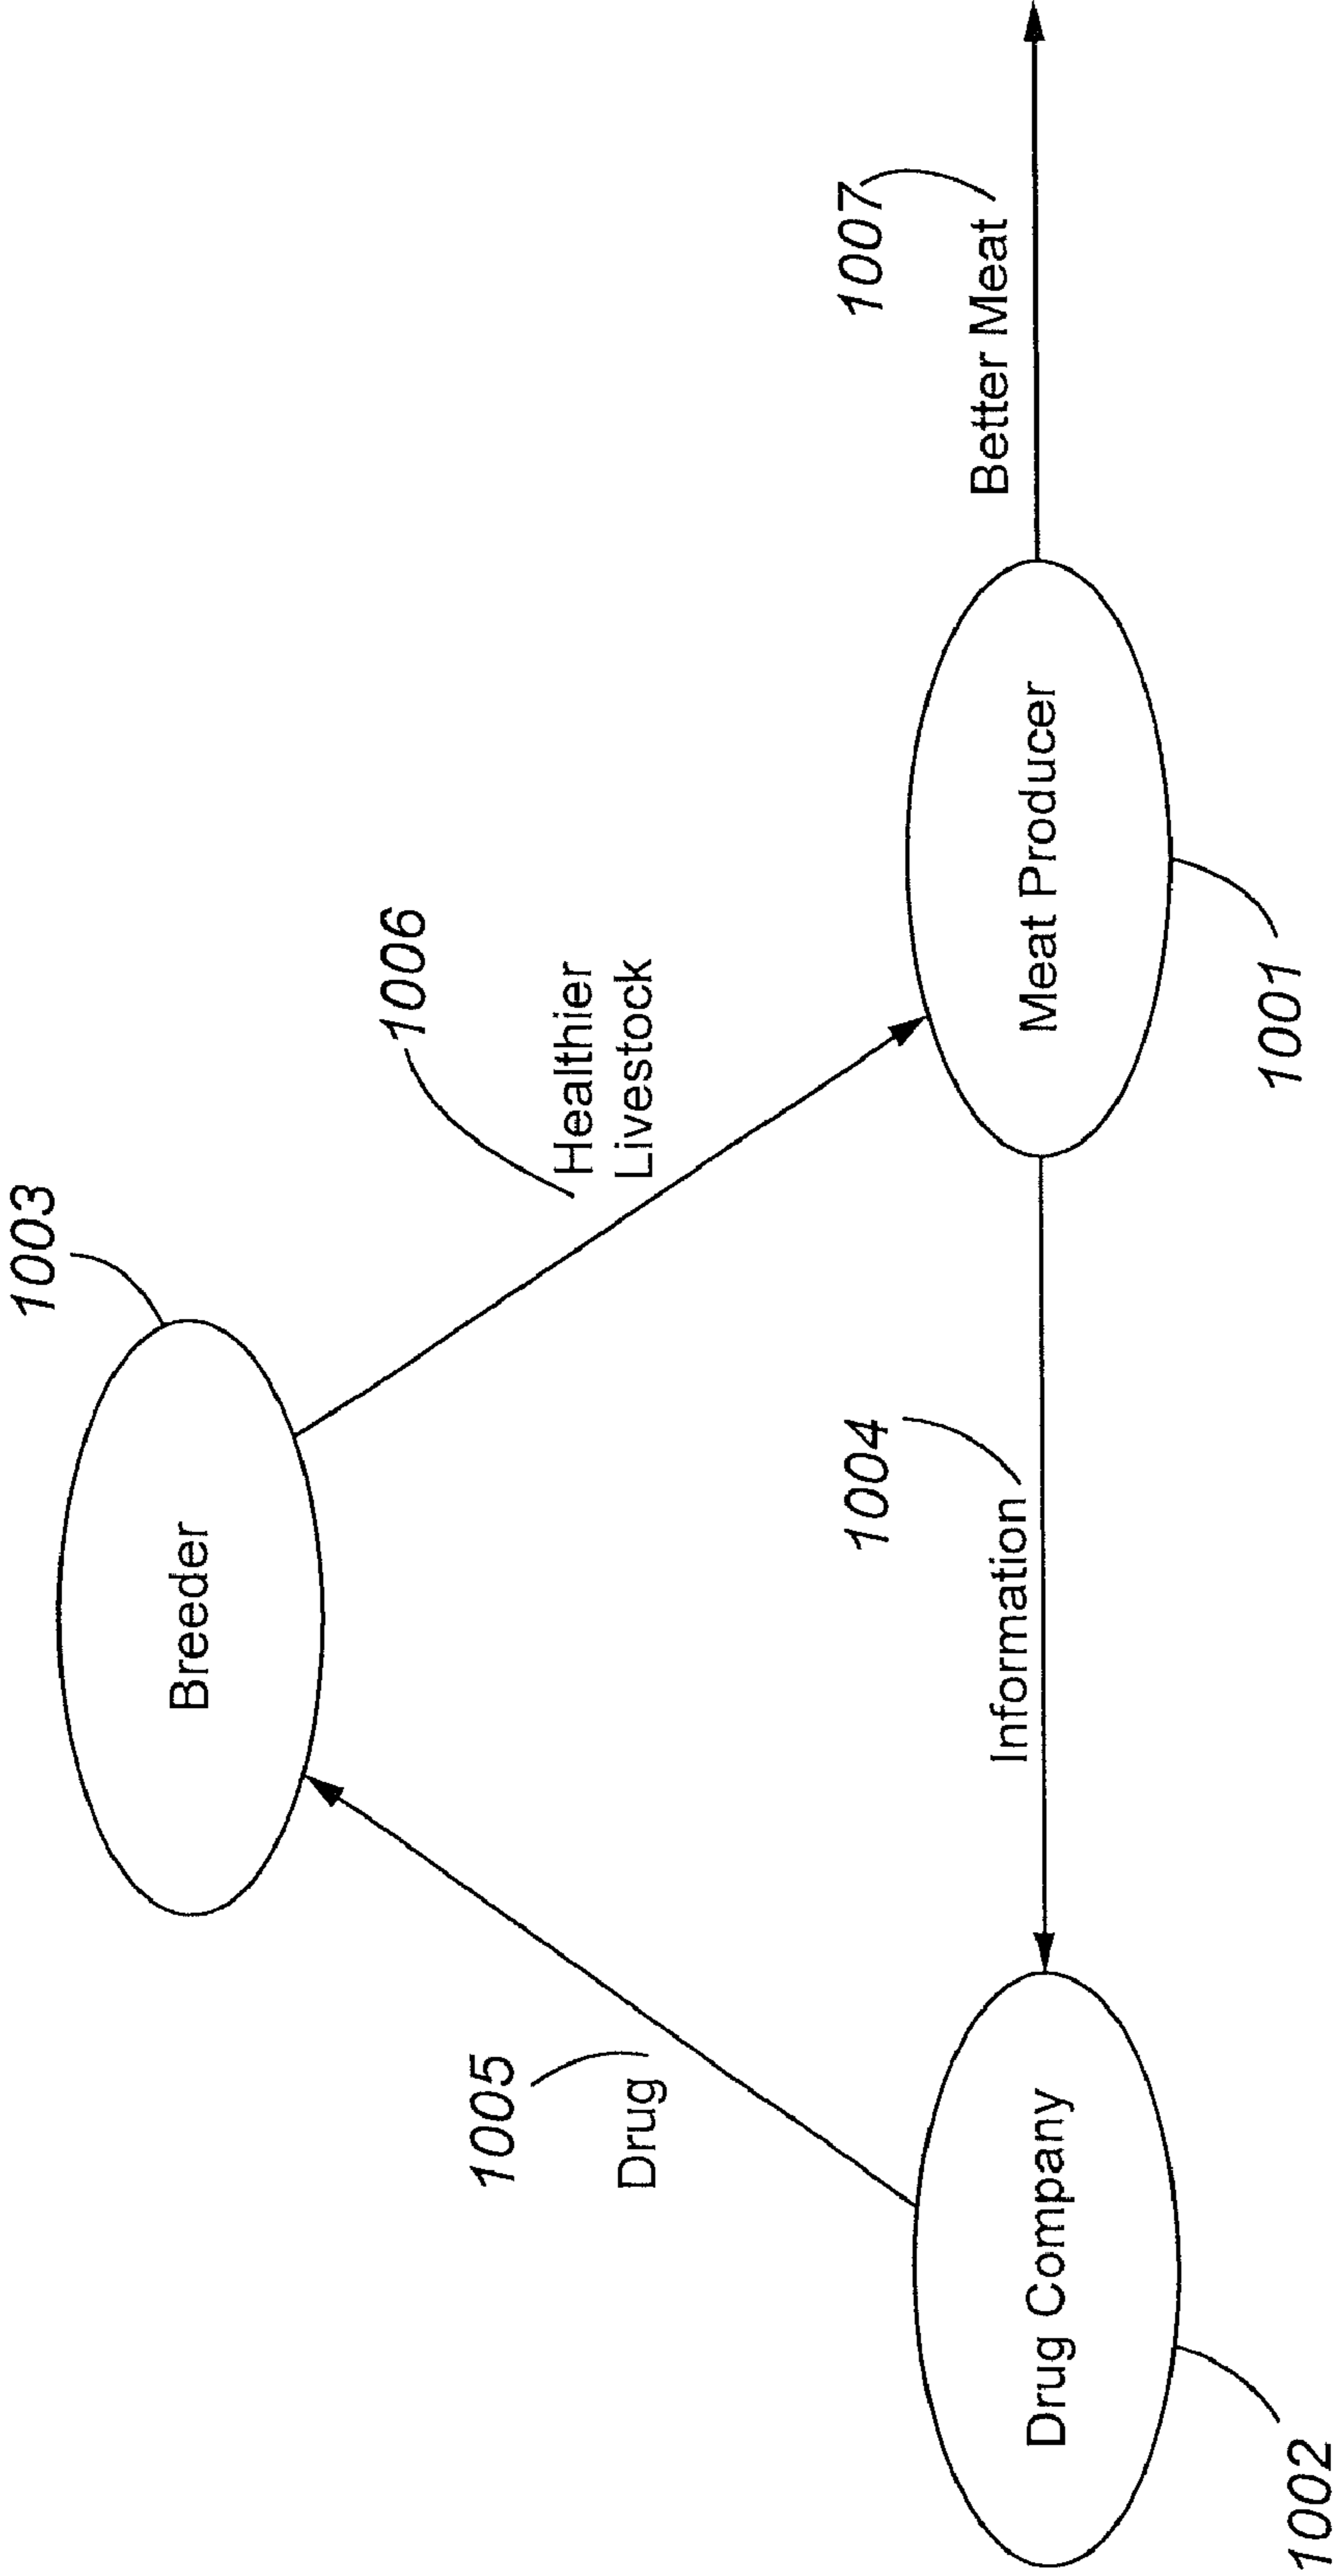 1003
Breeder
1006
Healthier
Livestock
1005
Drug
1004
Information
1007
Better Meat
Drug Company
Meat Producer
1002
1001